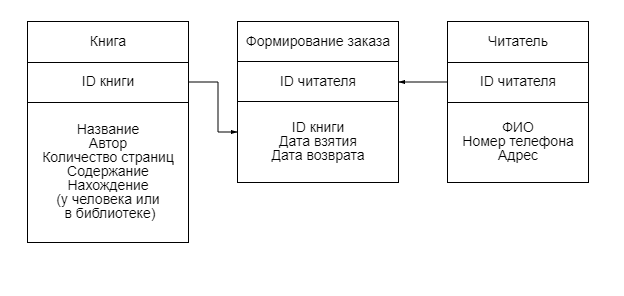 Книга
ID книги
Название
Автор
Количество страниц
Содержание
Нахождение
(у человека или
в библиотеке)
Формирование заказа
ID читателя
ID книги
Дата взятия
Дата возврата
Читатель
ID читателя
ФИО
Номер телефона
Адрес